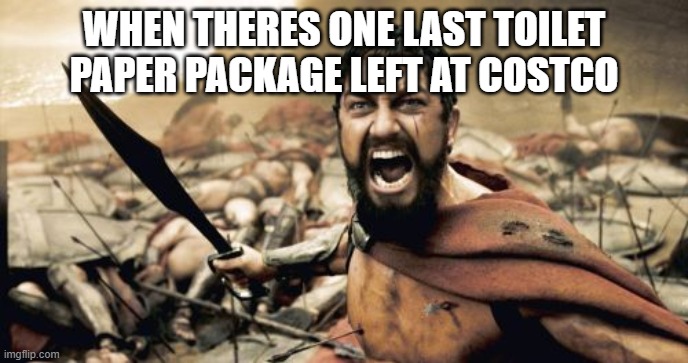 WHEN THERES ONE LAST TOILET
PAPER PACKAGE LEFT AT COSTCO
imgflip.com